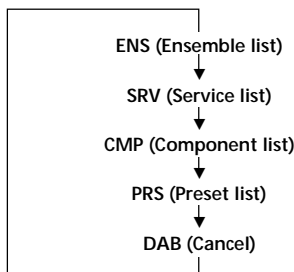 ENS (Ensemble list)
SRV (Service list)
CMP (Component list)
PRS (Preset list)
DAB (Cancel)